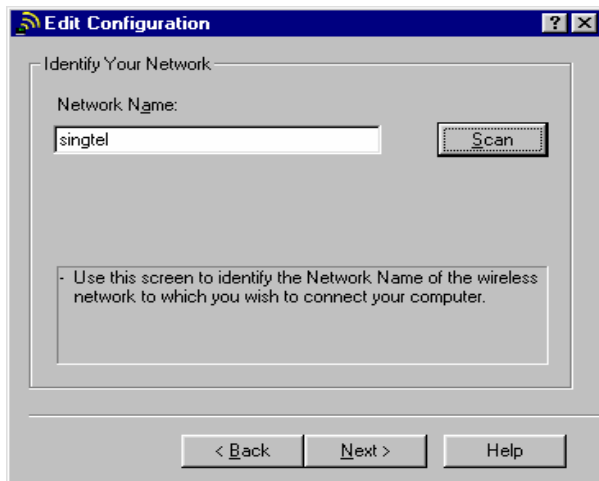 Edit Configuration
Identify Your Network
Network Name:
singtel
Scan
- Use this screen to identify the Network Name of the wireless
network to which you wish to connect your computer.
< Back
Next >
Help